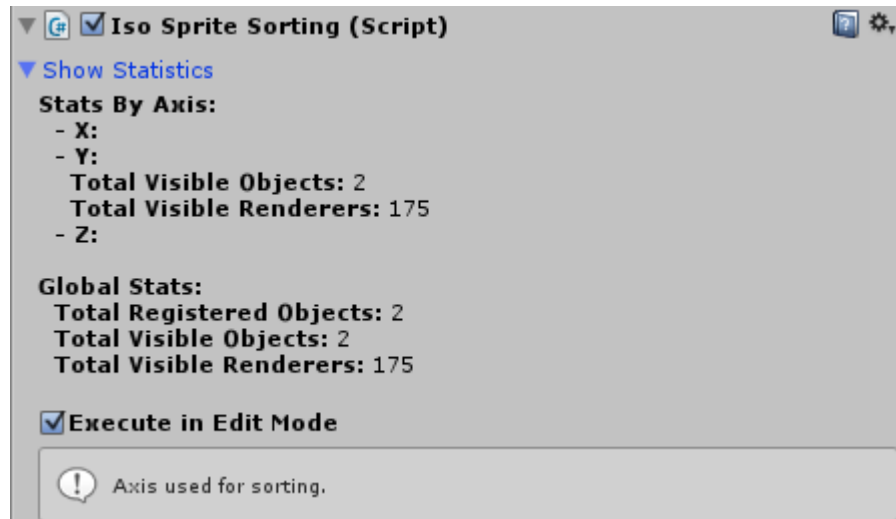 Iso Sprite Sorting (Script)
Show Statistics
Stats By Axis:
- X:
- Y:
Total Visible Objects: 2
Total Visible Renderers: 175
- Z:
Global Stats:
Total Registered Objects: 2
Total Visible Objects: 2
Total Visible Renderers: 175
Execute in Edit Mode
Axis used for sorting.